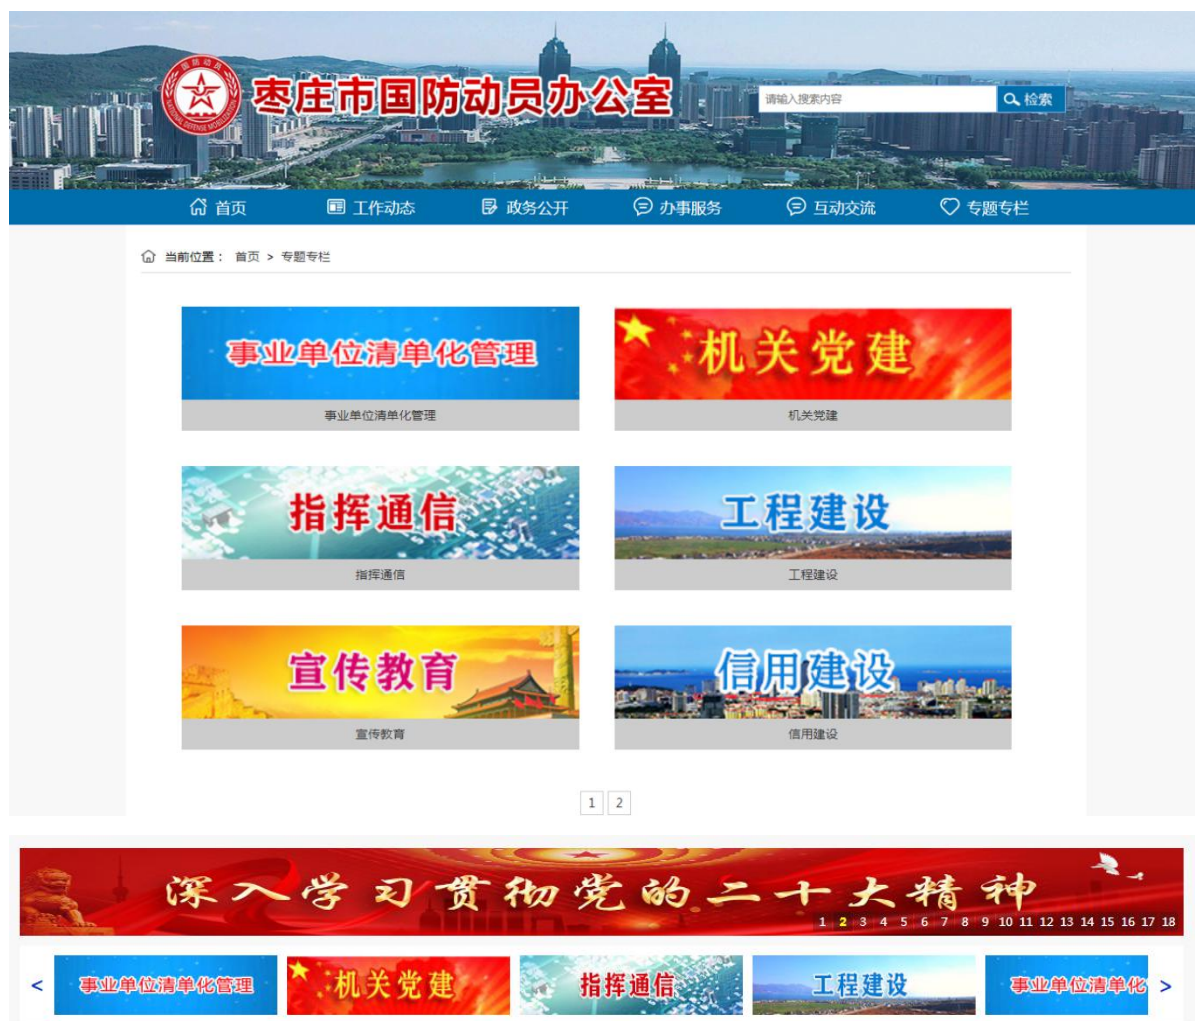 国防动员
NATIONAL DEFENSE MOBILIZATION
枣庄市国防动员办公室
请输入搜索内容
检索
首页 工作动态 政务公开 办事服务 互动交流 专题专栏
当前位置： 首页 > 专题专栏
事业单位清单化管理 机关党建
事业单位清单化管理 机关党建
指挥通信 工程建设
指挥通信 工程建设
宣传教育 信用建设
宣传教育 信用建设
1 2
深入学习贯彻党的二十大精神
1 2 3 4 5 6 7 8 9 10 11 12 13 14 15 16 17 18
< 事业单位清单化管理 机关党建 指挥通信 工程建设 事业单位清单化 >